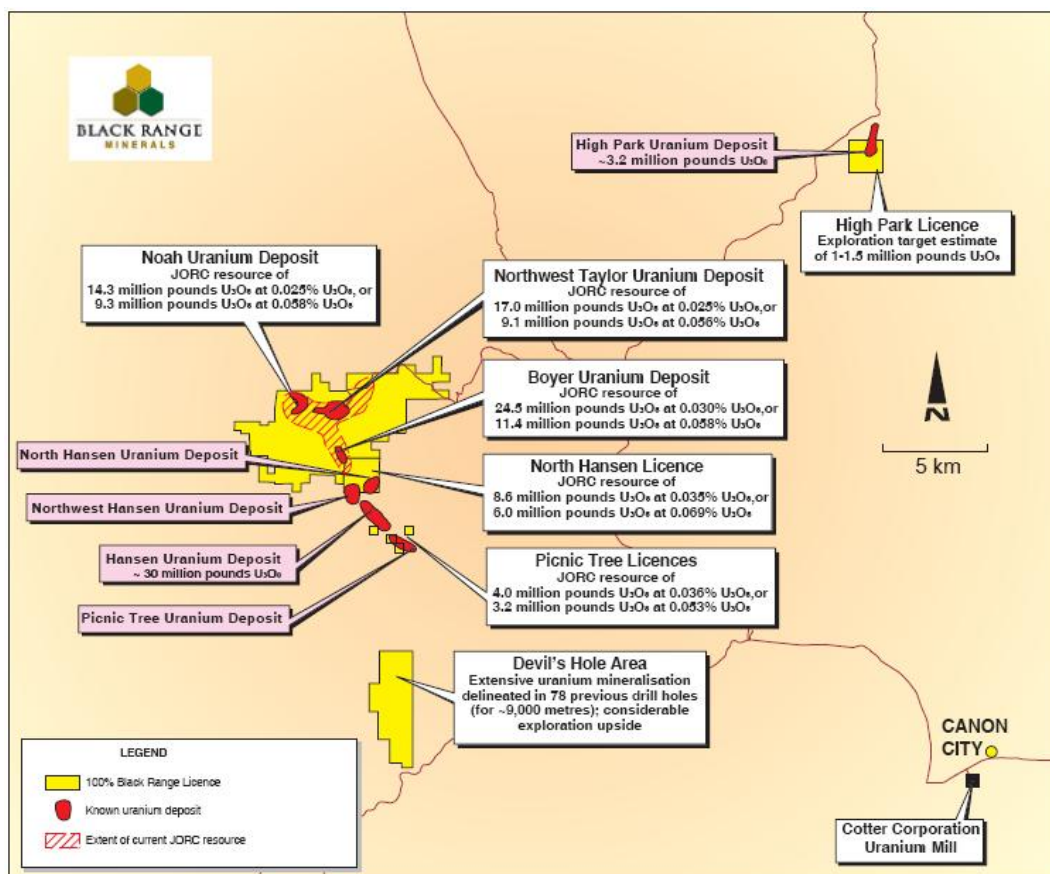 BLACK RANGE
MINERALS
High Park Uranium Deposit
~3.2 million pounds U₃O₈
High Park Licence
Exploration target estimate
of 1-1.5 million pounds U₃O₈
Noah Uranium Deposit
JORC resource of
14.3 million pounds U₃O₈ at 0.025% U₃O₈, or
9.3 million pounds U₃O₈ at 0.058% U₃O₈
Northwest Taylor Uranium Deposit
JORC resource of
17.0 million pounds U₃O₈ at 0.025% U₃O₈,or
9.1 million pounds U₃O₈ at 0.056% U₃O₈
Boyer Uranium Deposit
JORC resource of
24.5 million pounds U₃O₈ at 0.030% U₃O₈,or
11.4 million pounds U₃O₈ at 0.058% U₃O₈
N
5 km
North Hansen Uranium Deposit
North Hansen Licence
JORC resource of
8.6 million pounds U₃O₈ at 0.035% U₃O₈,or
6.0 million pounds U₃O₈ at 0.069% U₃O₈
Northwest Hansen Uranium Deposit
Hansen Uranium Deposit
~ 30 million pounds U₃O₈
Picnic Tree Licences
JORC resource of
4.0 million pounds U₃O₈ at 0.036% U₃O₈,or
3.2 million pounds U₃O₈ at 0.053% U₃O₈
Picnic Tree Uranium Deposit
Devil's Hole Area
Extensive uranium mineralisation
delineated in 78 previous drill holes
(for ~9,000 metres); considerable
exploration upside
CANON
CITY
Cotter Corporation
Uranium Mill
LEGEND
100% Black Range Licence
Known uranium deposit
Extent of current JORC resource